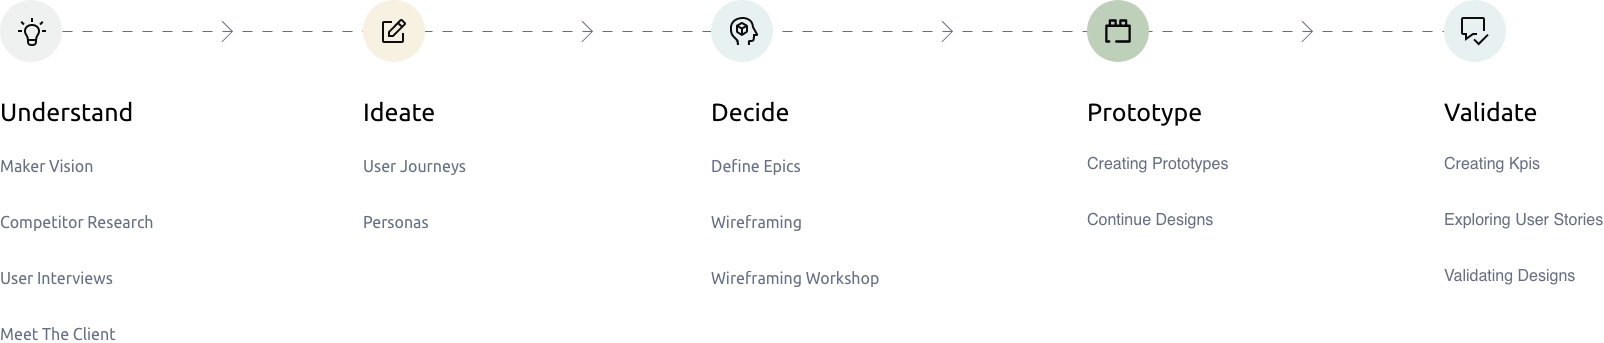 Understand
Maker Vision
Competitor Research
User Interviews
Meet The Client
Ideate
User Journeys
Personas
Decide
Define Epics
Wireframing
Wireframing Workshop
Prototype
Creating Prototypes
Continue Designs
Validate
Creating Kpis
Exploring User Stories
Validating Designs